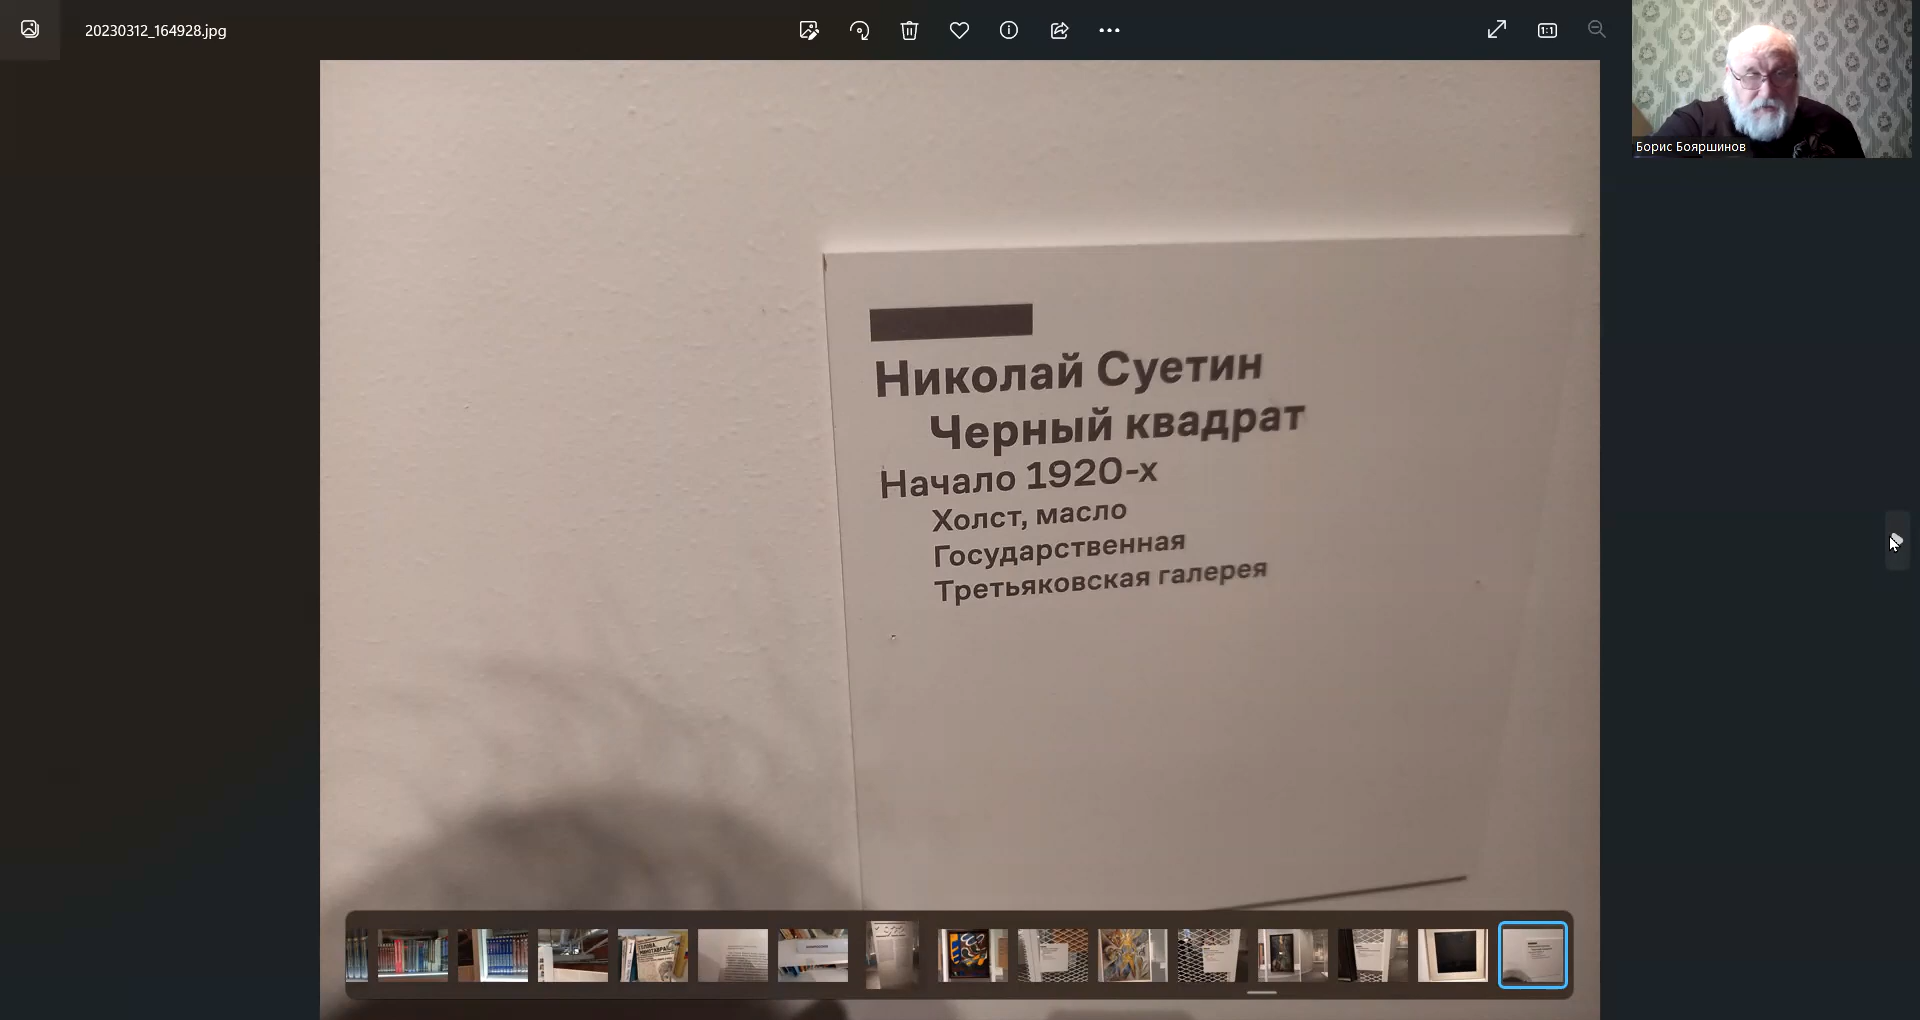 20230312_164928.jpg
Борис Бояршинов
Николай Суетин
Черный квадрат
Начало 1920-х
Холст, масло
Государственная
Третьяковская галерея